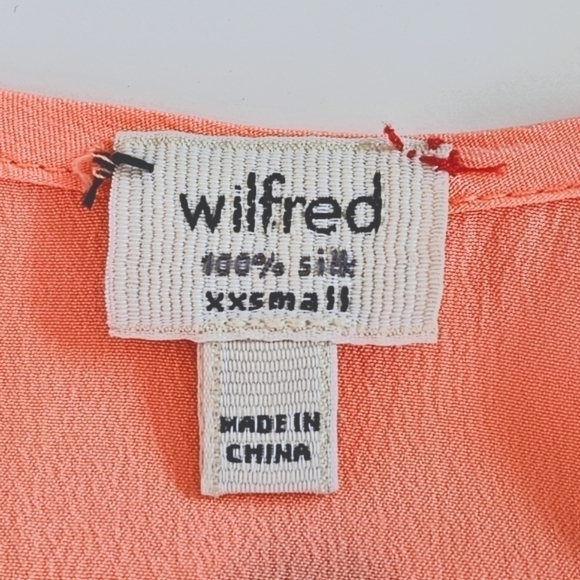 wilfred
100% silk
xxsmall
MADE IN
CHINA